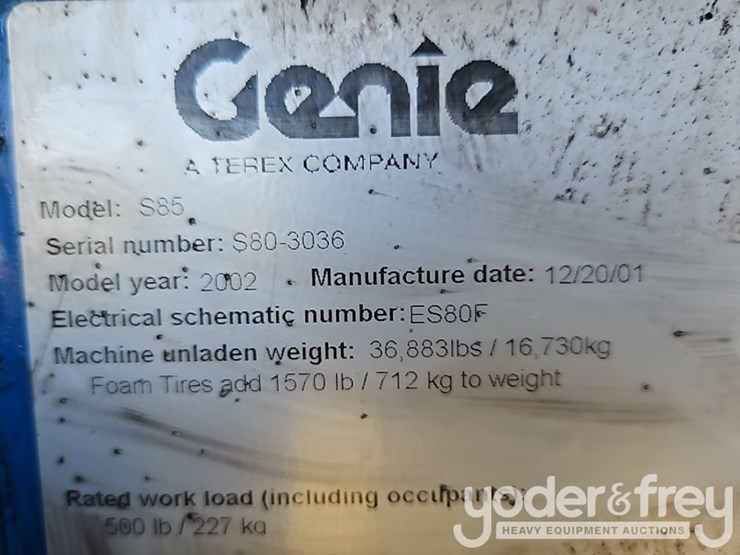 Genie
A TEREX COMPANY
Model: S85
Serial number: S80-3036
Model year: 2002 Manufacture date: 12/20/01
Electrical schematic number: ES80F
Machine unladen weight: 36,883lbs / 16,730kg
Foam Tires add 1570 lb / 712 kg to weight
Rated work load (including occupants):
500 lb / 227 kg
yoder&frey
HEAVY EQUIPMENT AUCTIONS